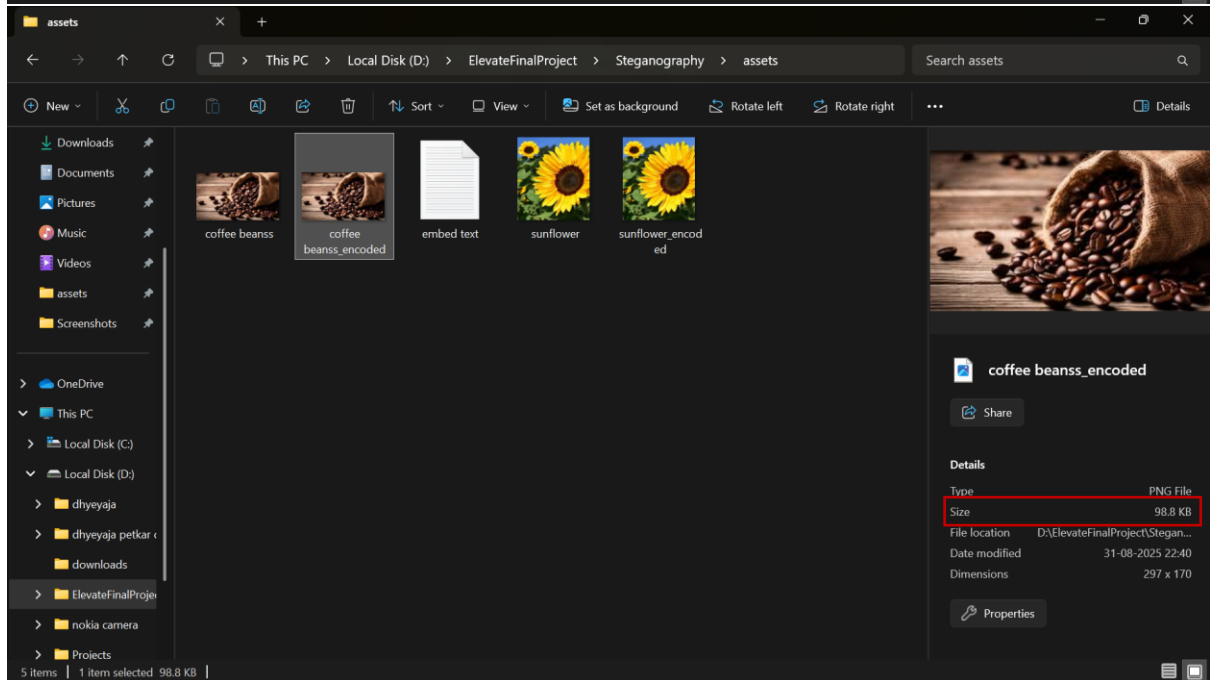 assets
This PC > Local Disk (D:) > ElevateFinalProject > Steganography > assets
Search assets
New
Sort
View
Set as background
Rotate left
Rotate right
Details
Downloads
Documents
Pictures
Music
Videos
assets
Screenshots
OneDrive
This PC
Local Disk (C:)
Local Disk (D:)
dhyeyaja
dhyeyaja petkar
downloads
ElevateFinalProje
nokia camera
Projects
coffee beanss
coffee
beanss_encoded
embed text
sunflower
sunflower_encod
ed
coffee beanss_encoded
Share
Details
Type PNG File
Size 98.8 KB
File location D:\ElevateFinalProject\Stegan...
Date modified 31-08-2025 22:40
Dimensions 297 x 170
Properties
5 items | 1 item selected 98.8 KB |